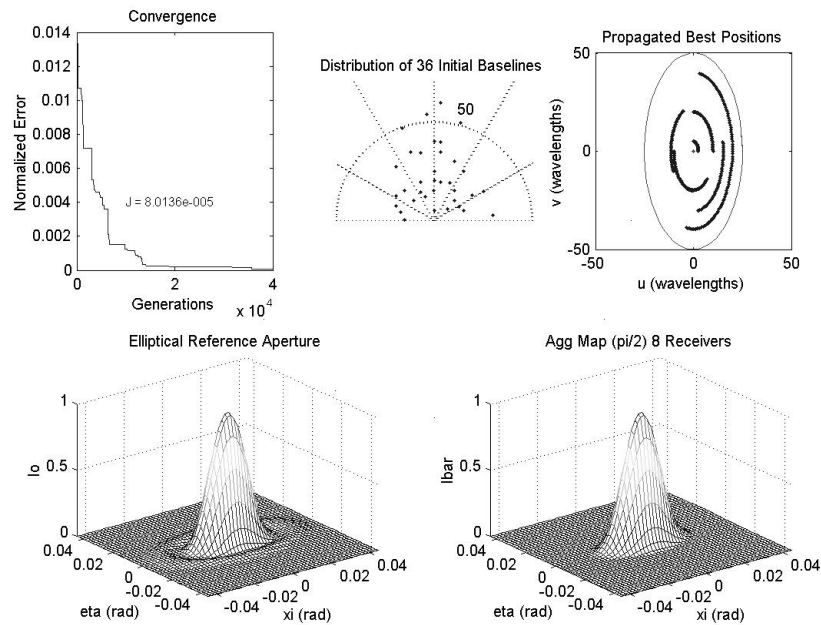 Convergence
0.014
0.012
0.01
0.008
0.006
0.004
0.002
0
Normalized Error
J = 8.0136e-005
0
2
4
Generations
x 10^4
Distribution of 36 Initial Baselines
50
Propagated Best Positions
50
0
-50
v (wavelengths)
-50
0
50
u (wavelengths)
Elliptical Reference Aperture
1
0.5
0
Io
0.04
0.02
0
-0.02
-0.04
eta (rad)
-0.04
-0.02
0
0.02
0.04
xi (rad)
Agg Map (pi/2) 8 Receivers
1
0.5
0
Ibar
0.04
0.02
0
-0.02
-0.04
eta (rad)
-0.04
-0.02
0
0.02
0.04
xi (rad)